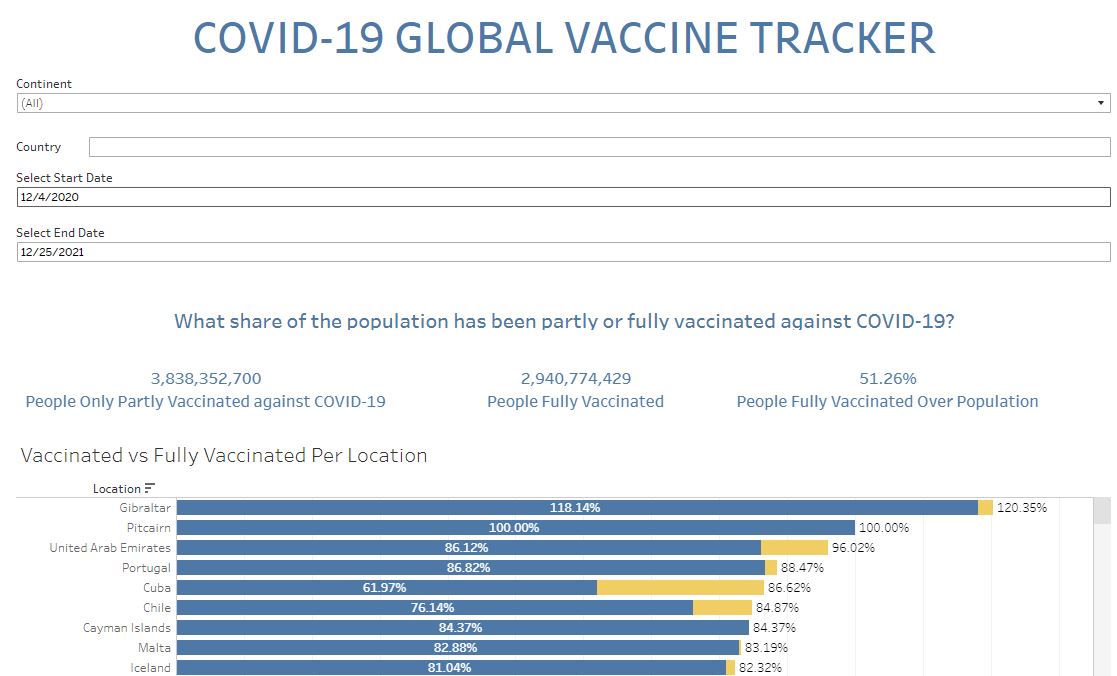 COVID-19 GLOBAL VACCINE TRACKER
Continent
(All)
Country
Select Start Date
12/4/2020
Select End Date
12/25/2021
What share of the population has been partly or fully vaccinated against COVID-19?
3,838,352,700 2,940,774,429 51.26%
People Only Partly Vaccinated against COVID-19 People Fully Vaccinated People Fully Vaccinated Over Population
Vaccinated vs Fully Vaccinated Per Location
Location
Gibraltar 118.14% 120.35%
Pitcairn 100.00% 100.00%
United Arab Emirates 86.12% 96.02%
Portugal 86.82% 88.47%
Cuba 61.97% 86.62%
Chile 76.14% 84.87%
Cayman Islands 84.37% 84.37%
Malta 82.88% 83.19%
Iceland 81.04% 82.32%